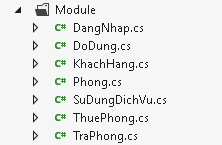 Module
C# DangNhap.cs
C# DoDung.cs
C# KhachHang.cs
C# Phong.cs
C# SuDungDichVu.cs
C# ThuePhong.cs
C# TraPhong.cs